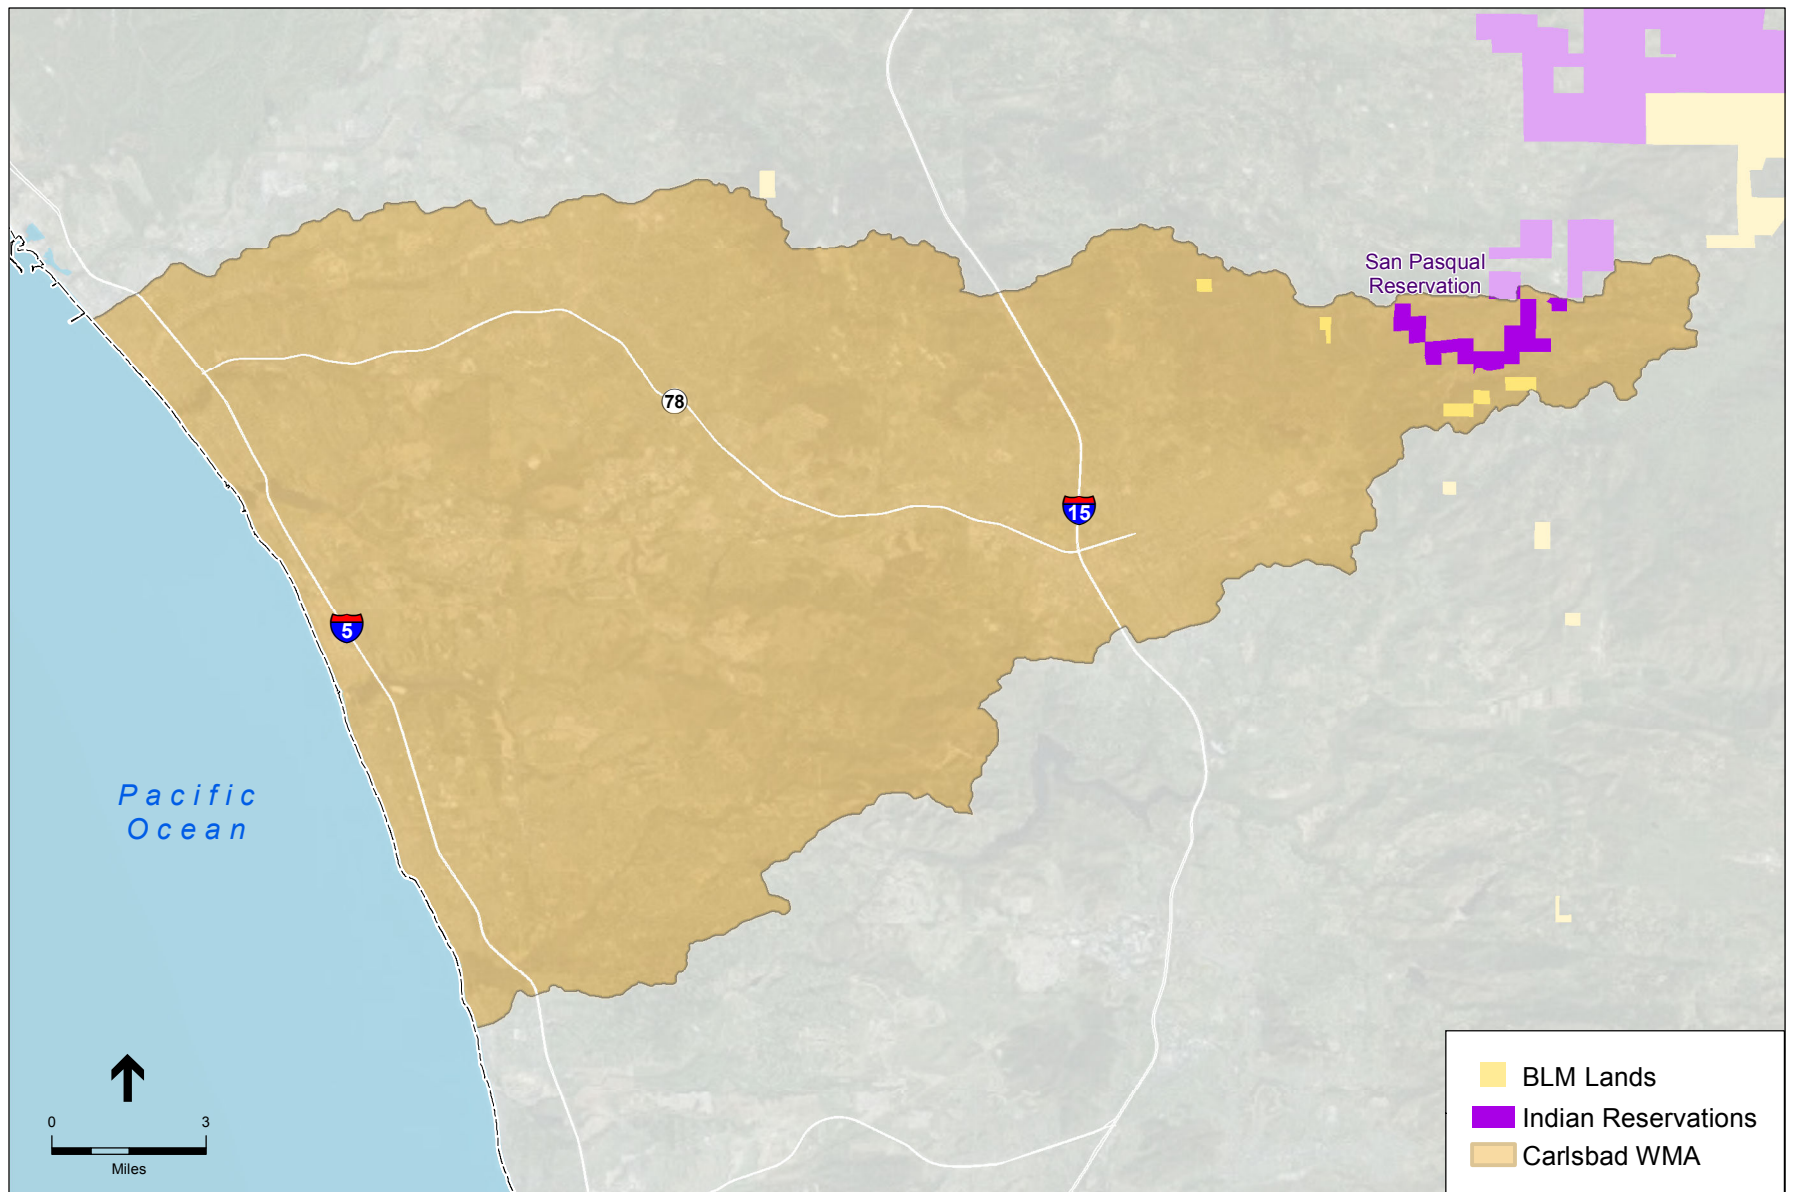 San Pasqual
Reservation
78
15
5
Pacific
Ocean
0 3
Miles
BLM Lands
Indian Reservations
Carlsbad WMA